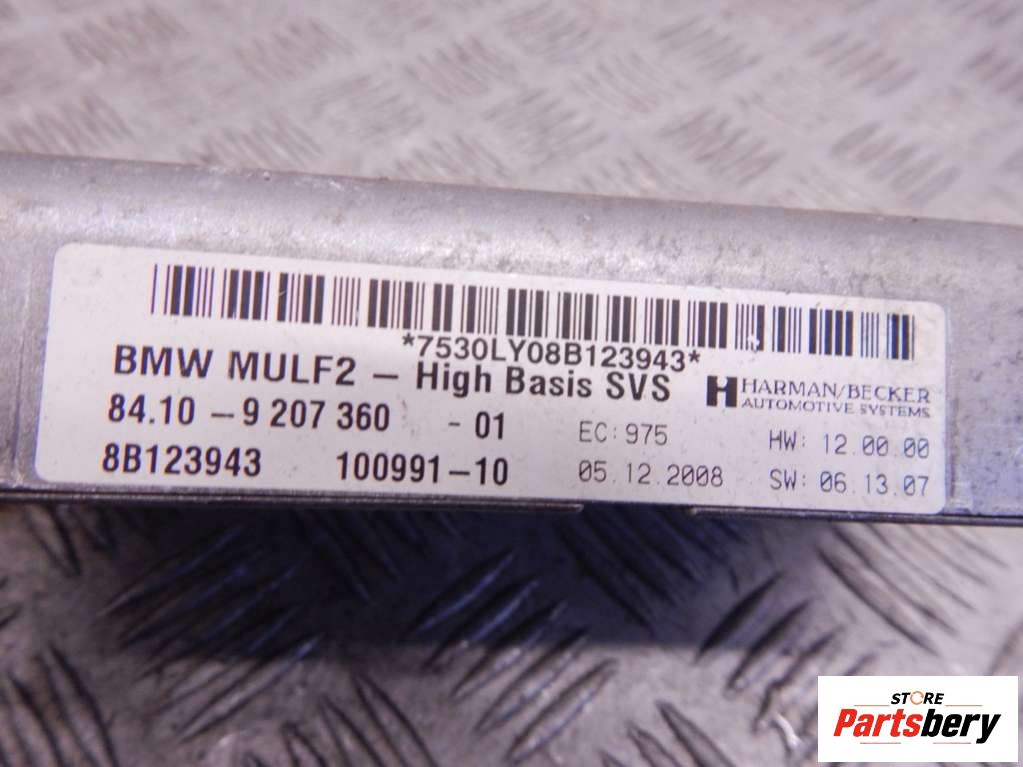 *7530LY08B123943*
BMW MULF2 – High Basis SVS
HARMAN/BECKER
AUTOMOTIVE SYSTEMS
84.10 – 9 207 360 - 01 EC: 975 HW: 12.00.00
8B123943 100991-10 05.12.2008 SW: 06.13.07
STORE
Partsbery